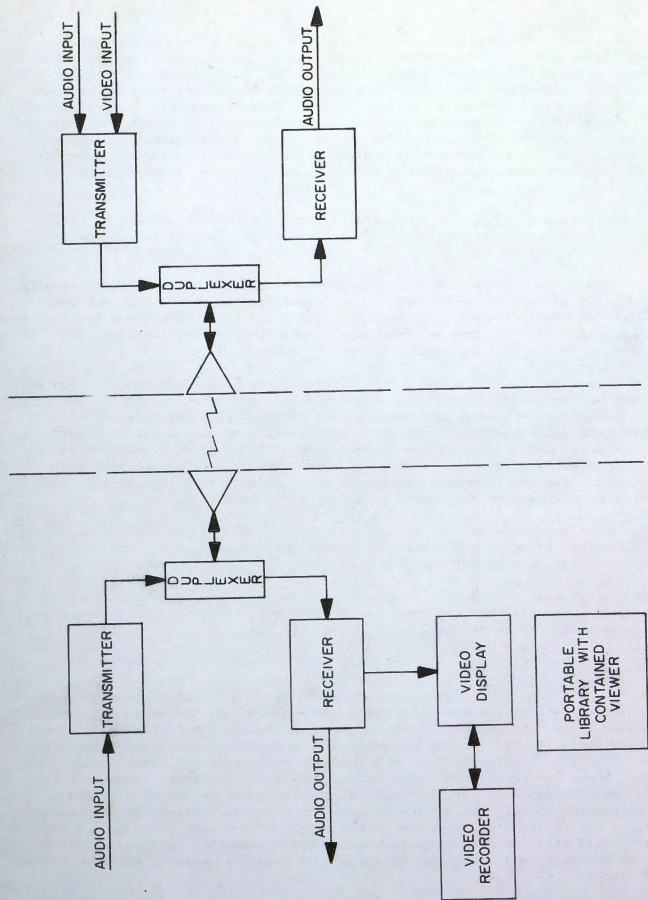 AUDIO INPUT
TRANSMITTER
DUPLEXER
RECEIVER
AUDIO OUTPUT
VIDEO
DISPLAY
VIDEO
RECORDER
PORTABLE
LIBRARY WITH
CONTAINED
VIEWER
AUDIO INPUT
VIDEO INPUT
TRANSMITTER
DUPLEXER
RECEIVER
AUDIO OUTPUT